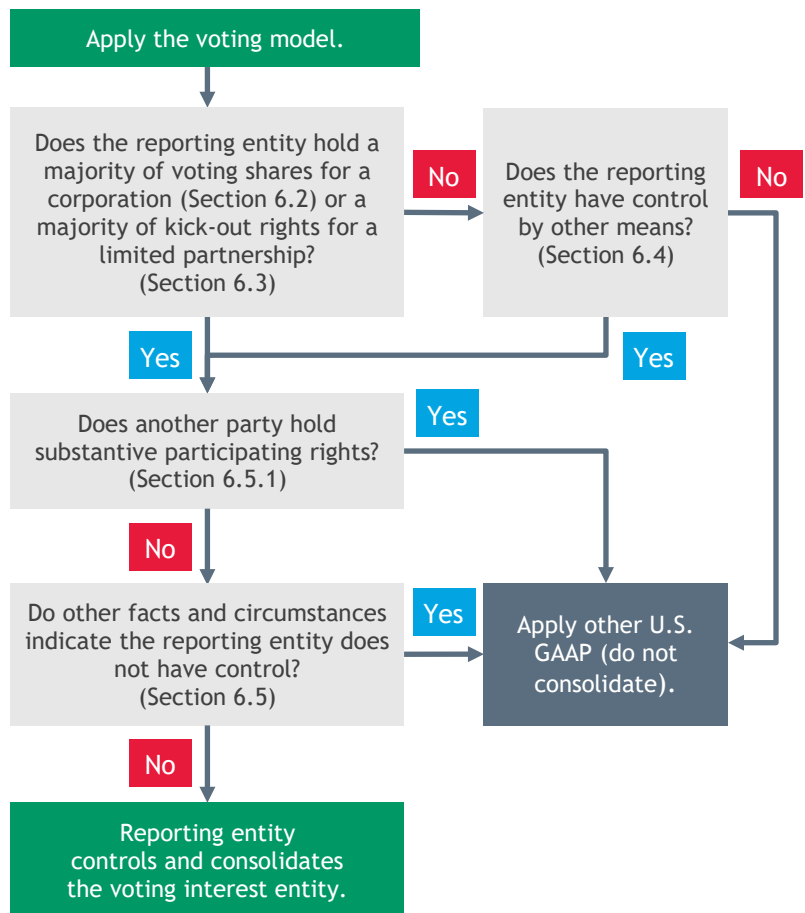 Apply the voting model.
Does the reporting entity hold a
majority of voting shares for a
corporation (Section 6.2) or a
majority of kick-out rights for a
limited partnership?
(Section 6.3)
No
Does the reporting
entity have control
by other means?
(Section 6.4)
No
Yes
Yes
Does another party hold
substantive participating rights?
(Section 6.5.1)
Yes
No
Do other facts and circumstances
indicate the reporting entity does
not have control?
(Section 6.5)
Yes
Apply other U.S.
GAAP (do not
consolidate).
No
Reporting entity
controls and consolidates
the voting interest entity.